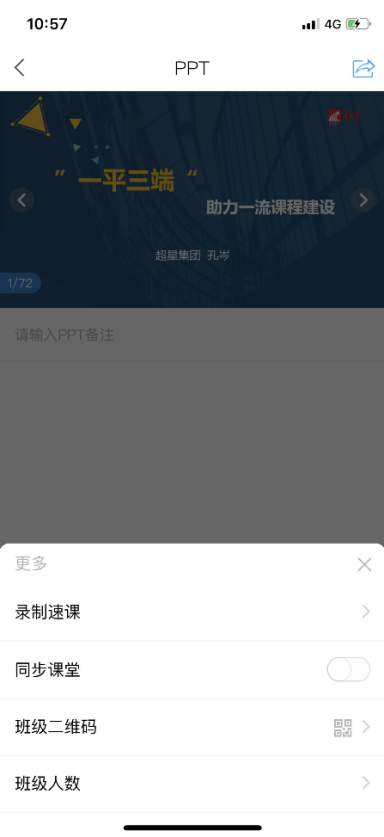 10:57
4G
PPT
”一平三端“
助力一流课程建设
超星集团 孔岑
1/72
请输入PPT备注
更多
录制速课
同步课堂
班级二维码
班级人数